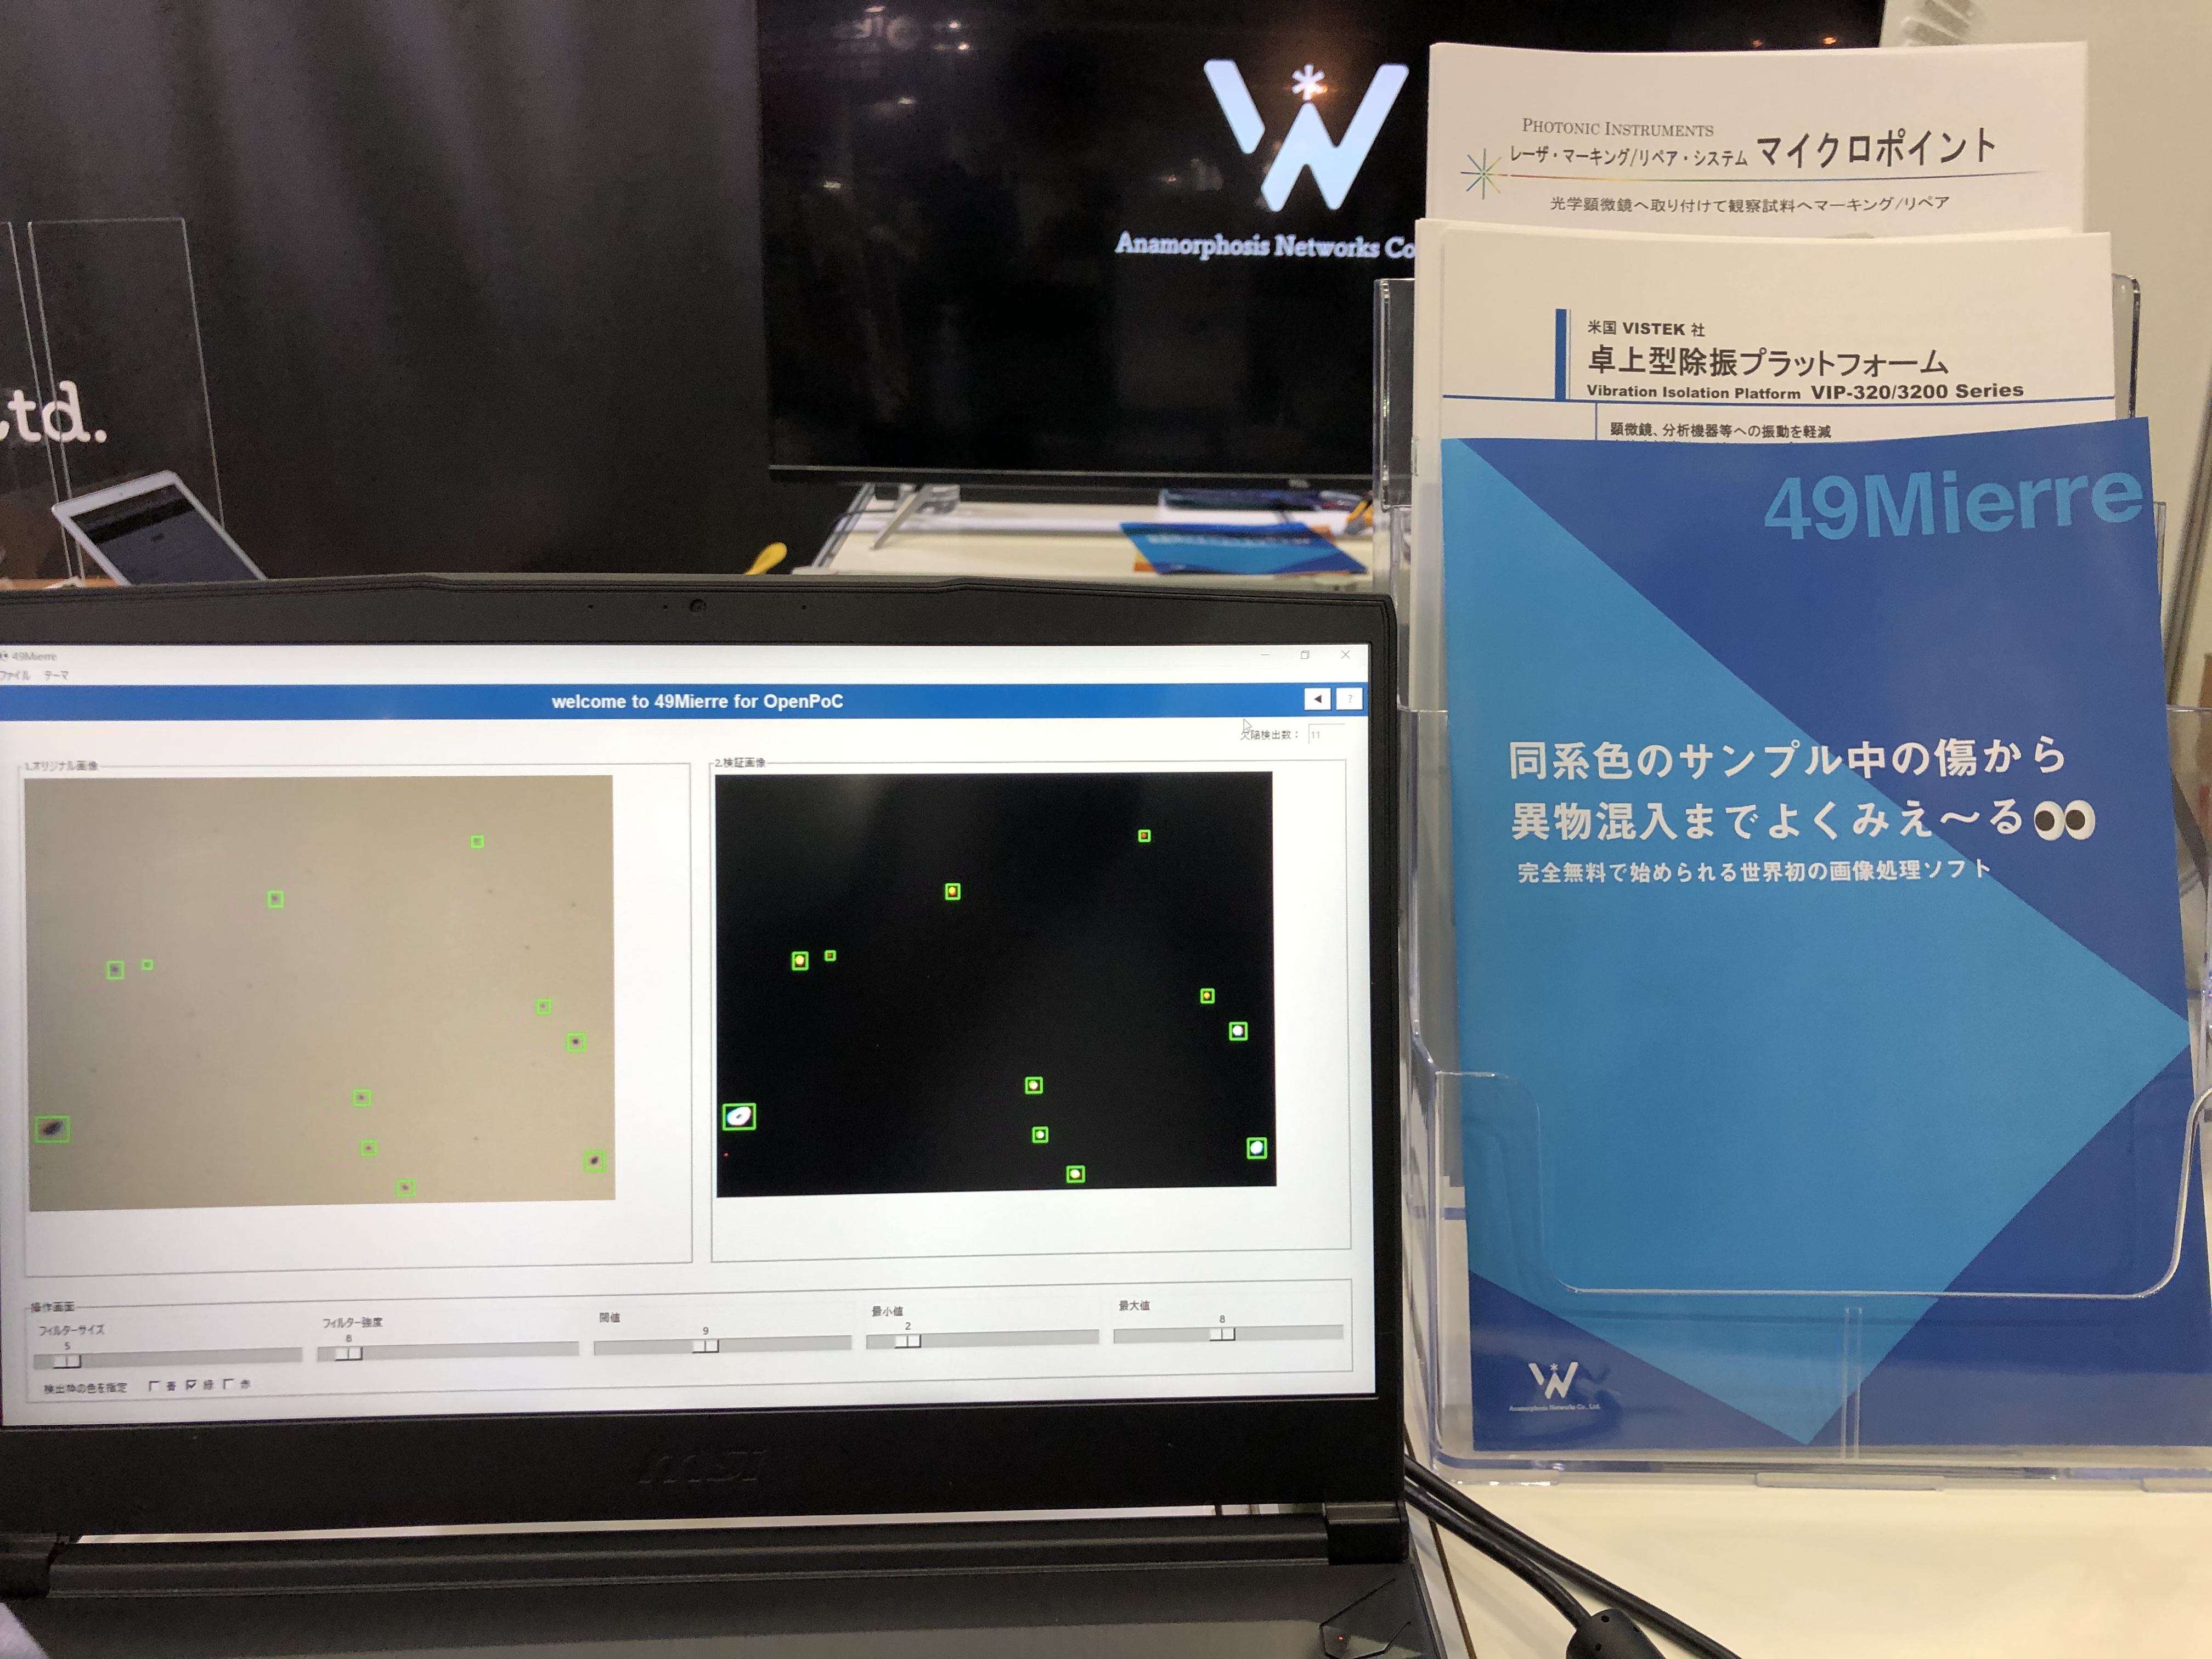 Anamorphosis Networks Co
td.
PHOTONIC INSTRUMENTS
レーザ・マーキング/リペア・システム マイクロポイント
光学顕微鏡へ取り付けて観察試料へマーキング/リペア
米国 VISTEK 社
卓上型除振プラットフォーム
Vibration Isolation Platform VIP-320/3200 Series
顕微鏡、分析機器等への振動を軽減
49Mierre
同系色のサンプル中の傷から
異物混入までよくみえ〜る👀
完全無料で始められる世界初の画像処理ソフト
Anamorphosis Networks Co., Ltd.
49Mierre
ファイル テーマ
welcome to 49Mierre for OpenPoC
?
欠陥検出数： 11
1.オリジナル画像
2.検証画像
操作画面
フィルターサイズ
5
フィルター強度
8
閾値
9
最小値
2
最大値
8
検出枠の色を指定 青 緑 赤
msi